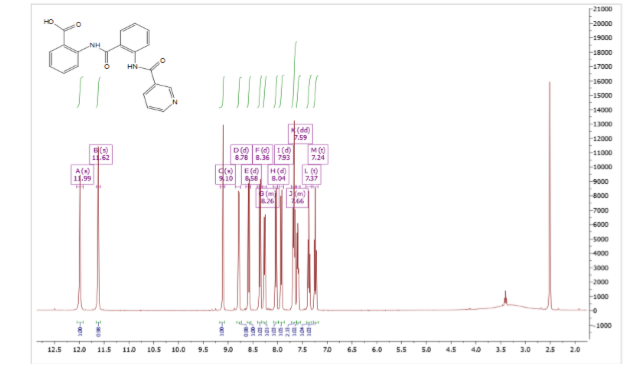 HO
O
NH
O
HN
O
N
A (s)
11.99
B (s)
11.62
C (s)
9.10
D (d)
8.78
E (d)
8.58
F (d)
8.36
G (m)
8.26
H (d)
8.04
I (d)
7.93
J (m)
7.66
K (dd)
7.59
L (t)
7.37
M (t)
7.24
21000
20000
19000
18000
17000
16000
15000
14000
13000
12000
11000
10000
9000
8000
7000
6000
5000
4000
3000
2000
1000
0
-1000
12.5 12.0 11.5 11.0 10.5 10.0 9.5 9.0 8.5 8.0 7.5 7.0 6.5 6.0 5.5 5.0 4.5 4.0 3.5 3.0 2.5 2.0